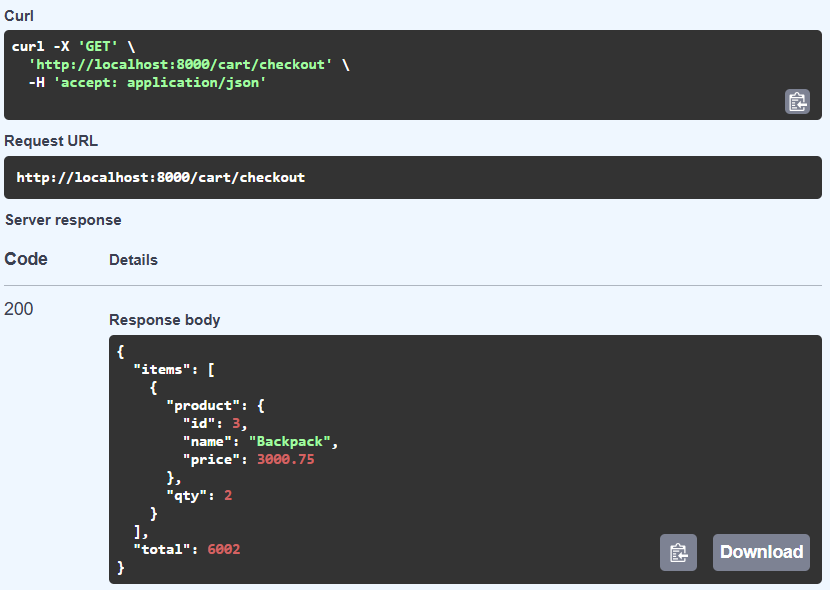 Curl
curl -X 'GET' \
  'http://localhost:8000/cart/checkout' \
  -H 'accept: application/json'
Request URL
http://localhost:8000/cart/checkout
Server response
Code Details
200
Response body
{
  "items": [
    {
      "product": {
        "id": 3,
        "name": "Backpack",
        "price": 3000.75
      },
      "qty": 2
    }
  ],
  "total": 6002
}
Download